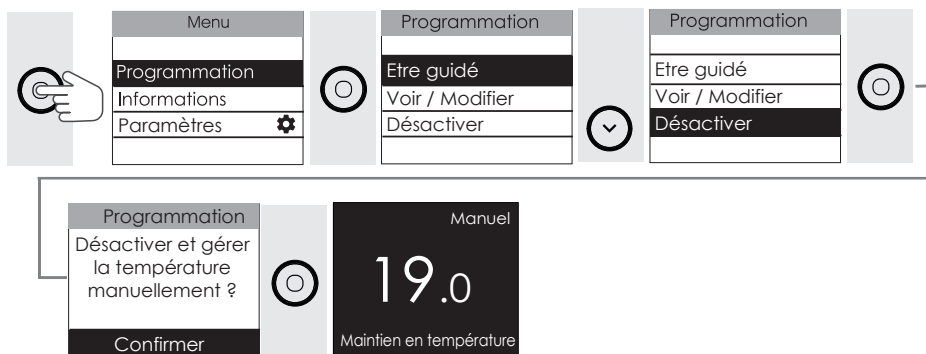 Menu
Programmation
Informations
Paramètres
Programmation
Etre guidé
Voir / Modifier
Désactiver
Programmation
Etre guidé
Voir / Modifier
Désactiver
Programmation
Désactiver et gérer
la température
manuellement ?
Confirmer
Manuel
19.0
Maintien en température